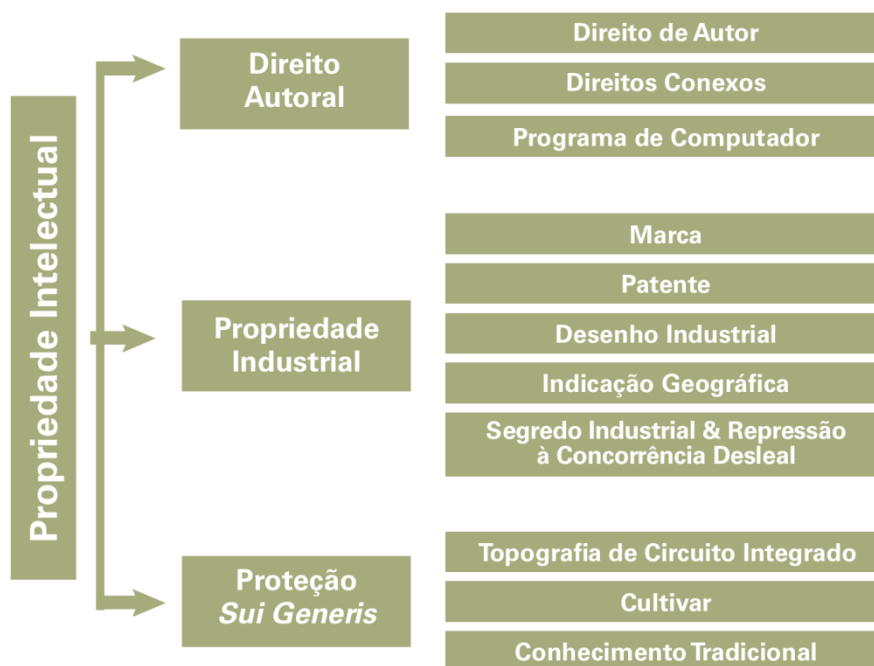 Propriedade Intelectual
Direito
Autoral
Direito de Autor
Direitos Conexos
Programa de Computador
Propriedade
Industrial
Marca
Patente
Desenho Industrial
Indicação Geográfica
Segredo Industrial & Repressão
à Concorrência Desleal
Proteção
Sui Generis
Topografia de Circuito Integrado
Cultivar
Conhecimento Tradicional